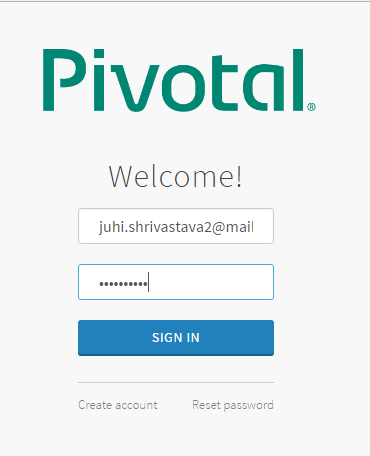 Pivotal®
Welcome!
juhi.shrivastava2@mail
••••••••••
SIGN IN
Create account
Reset password